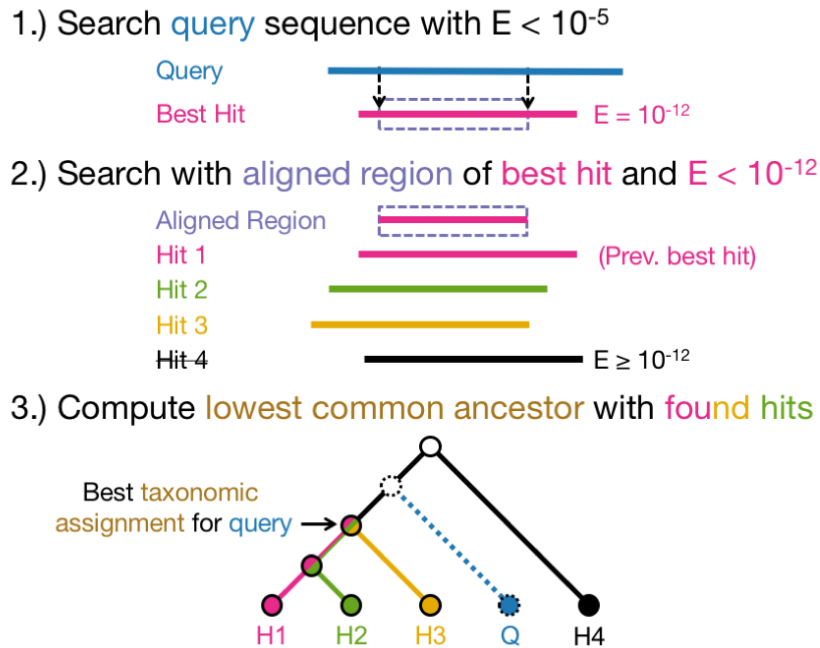 1.) Search query sequence with E < 10⁻⁵
Query
Best Hit E = 10⁻¹²
2.) Search with aligned region of best hit and E < 10⁻¹²
Aligned Region
Hit 1 (Prev. best hit)
Hit 2
Hit 3
Hit 4 E ≥ 10⁻¹²
3.) Compute lowest common ancestor with found hits
Best taxonomic
assignment for query
H1 H2 H3 Q H4